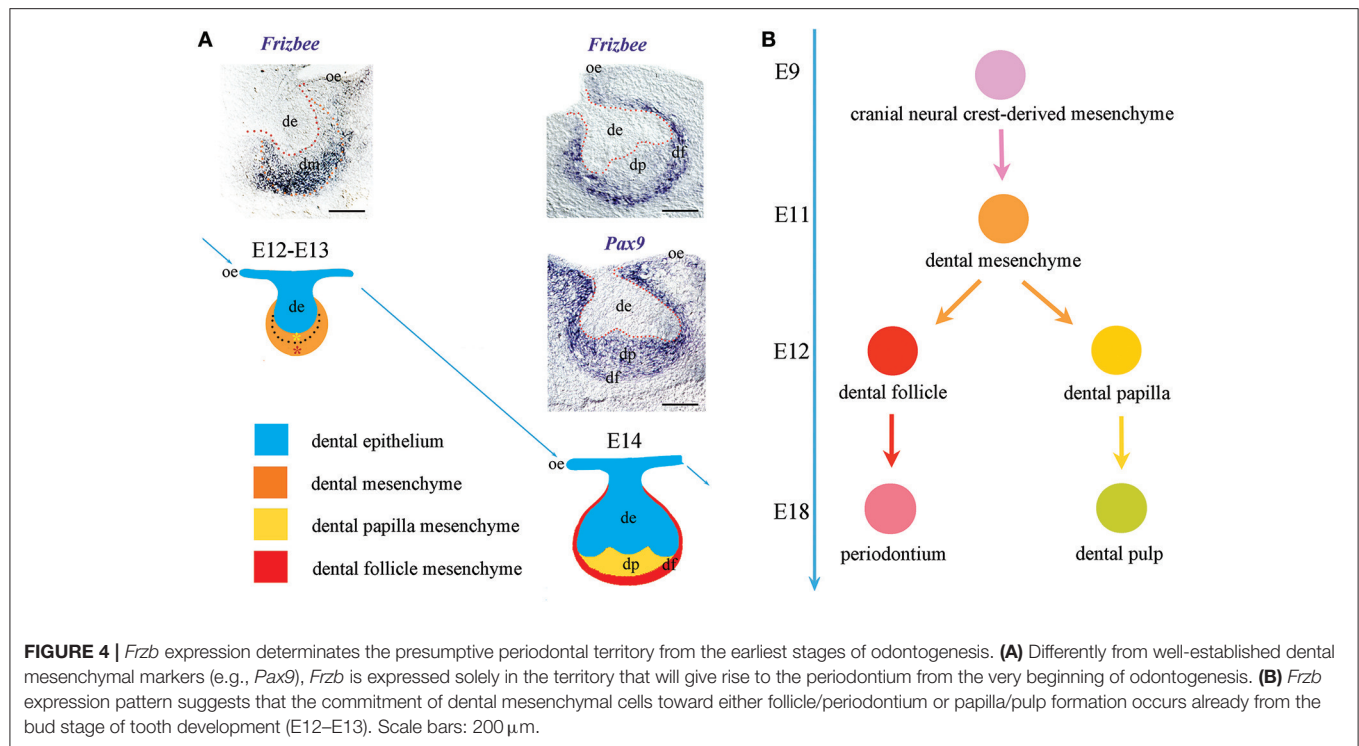 A
Frizbee
oe
de
dm
E12-E13
oe
de
*
*
dental epithelium
dental mesenchyme
dental papilla mesenchyme
dental follicle mesenchyme
Frizbee
oe
de
df
dp
Pax9
oe
de
dp
df
E14
oe
de
dp
df
B
E9
cranial neural crest-derived mesenchyme
E11
dental mesenchyme
E12
dental follicle
dental papilla
E18
periodontium
dental pulp
FIGURE 4 | Frzb expression determinates the presumptive periodontal territory from the earliest stages of odontogenesis. (A) Differently from well-established dental
mesenchymal markers (e.g., Pax9), Frzb is expressed solely in the territory that will give rise to the periodontium from the very beginning of odontogenesis. (B) Frzb
expression pattern suggests that the commitment of dental mesenchymal cells toward either follicle/periodontium or papilla/pulp formation occurs already from the
bud stage of tooth development (E12–E13). Scale bars: 200 μm.